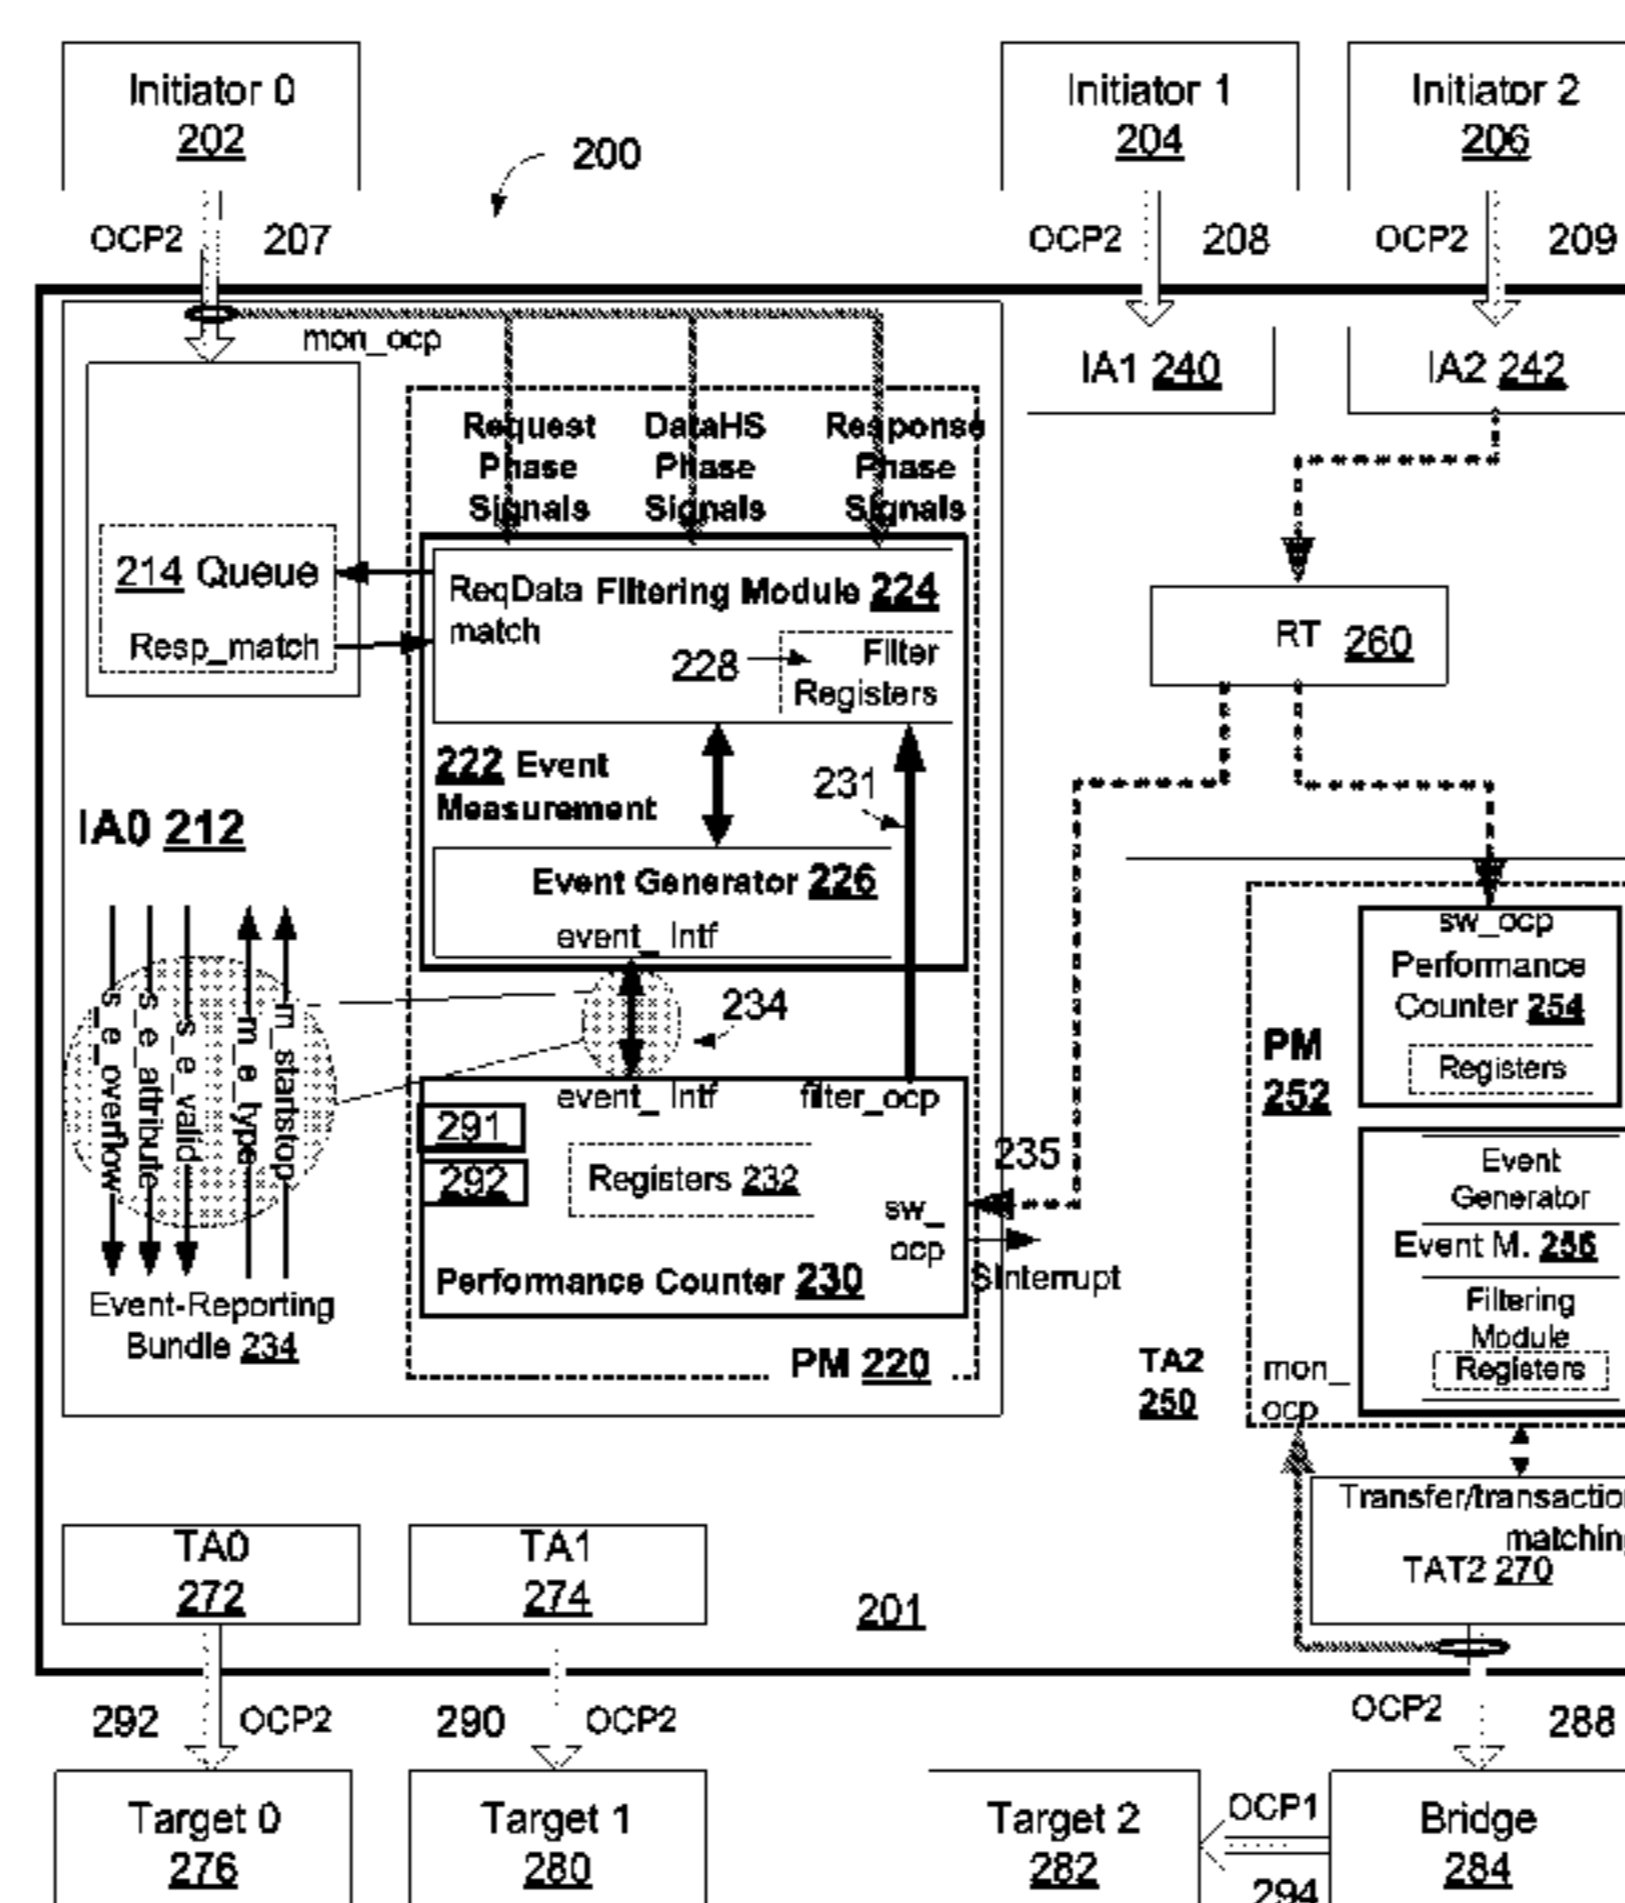 Initiator 0
202
200
Initiator 1
204
Initiator 2
206
OCP2
207
OCP2
208
OCP2
209
mon_ocp
IA1 240
IA2 242
Request
Phase
Signals
DataHS
Phase
Signals
Response
Phase
Signals
214 Queue
Resp_match
ReqData
match
Filtering Module 224
228
Filter
Registers
RT 260
222 Event
Measurement
231
IA0 212
Event Generator 226
event_ Intf
234
s_e_overflow
s_e_attribute
s_e_valid
m_e_type
m_startstop
Event-Reporting
Bundle 234
event_ Intf
filter_ocp
291
292
Registers 232
sw_
ocp
Performance Counter 230
235
SInterrupt
PM 220
sw_ocp
Performance
Counter 254
Registers
PM
252
Event
Generator
Event M. 256
Filtering
Module
Registers
TA2
250
mon_
ocp
Transfer/transactio
matchin
TAT2 270
TA0
272
TA1
274
201
292
OCP2
290
OCP2
OCP2
288
Target 0
276
Target 1
280
Target 2
282
OCP1
294
Bridge
284